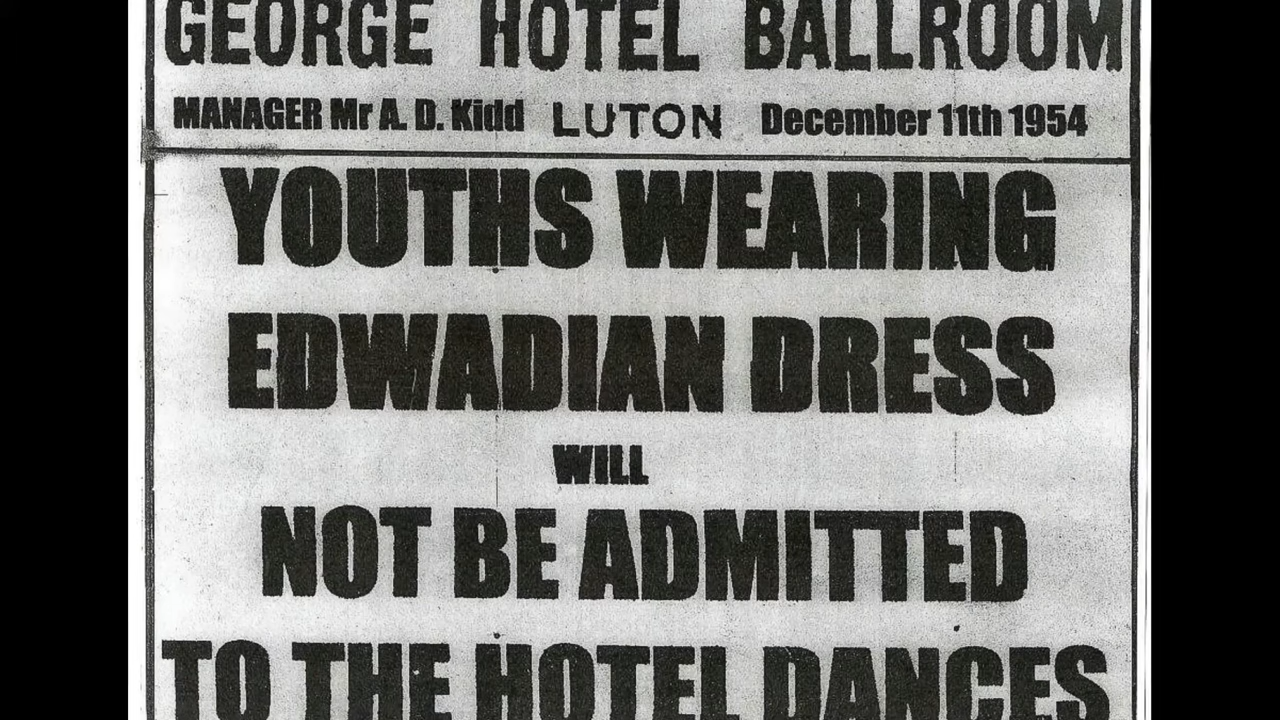 GEORGE HOTEL BALLROOM
MANAGER Mr A. D. Kidd LUTON December 11th 1954
YOUTHS WEARING
EDWADIAN DRESS
WILL
NOT BE ADMITTED
TO THE HOTEL DANCES